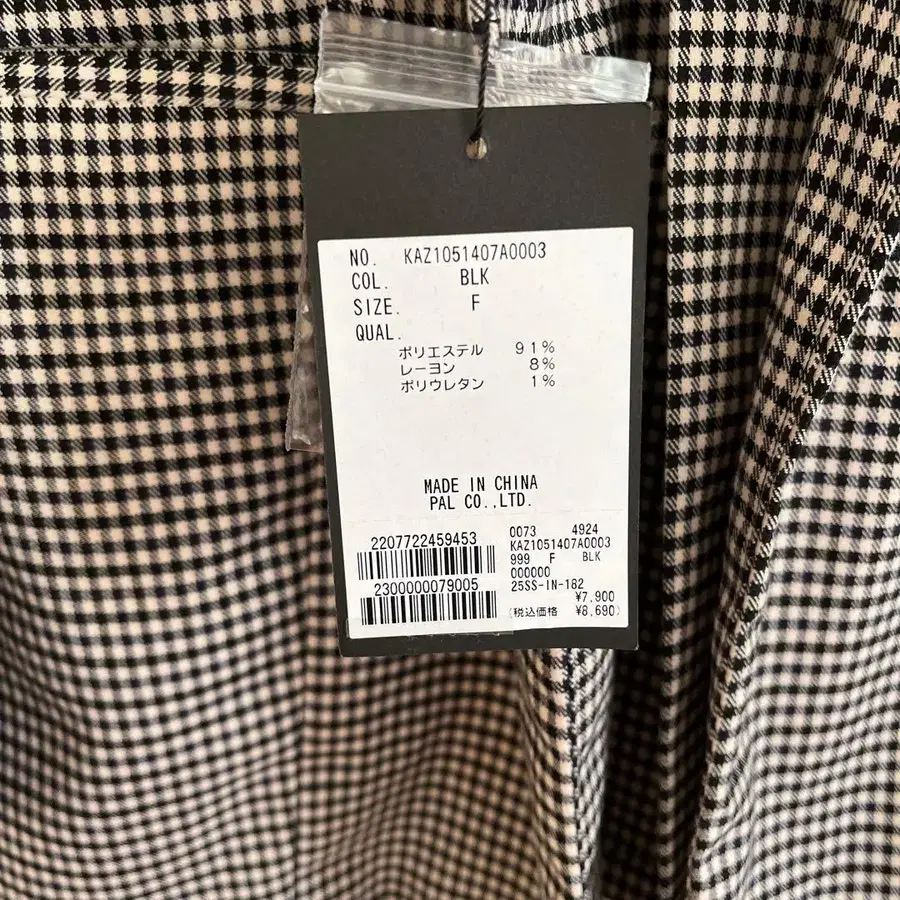 NO. KAZ1051407A0003
COL. BLK
SIZE. F
QUAL.
ポリエステル 91%
レーヨン 8%
ポリウレタン 1%
MADE IN CHINA
PAL CO.,LTD.
2207722459453
2300000079005
0073 4924
KAZ1051407A0003
999 F BLK
000000
25SS-IN-182
¥7,900
(税込価格 ¥8,690)